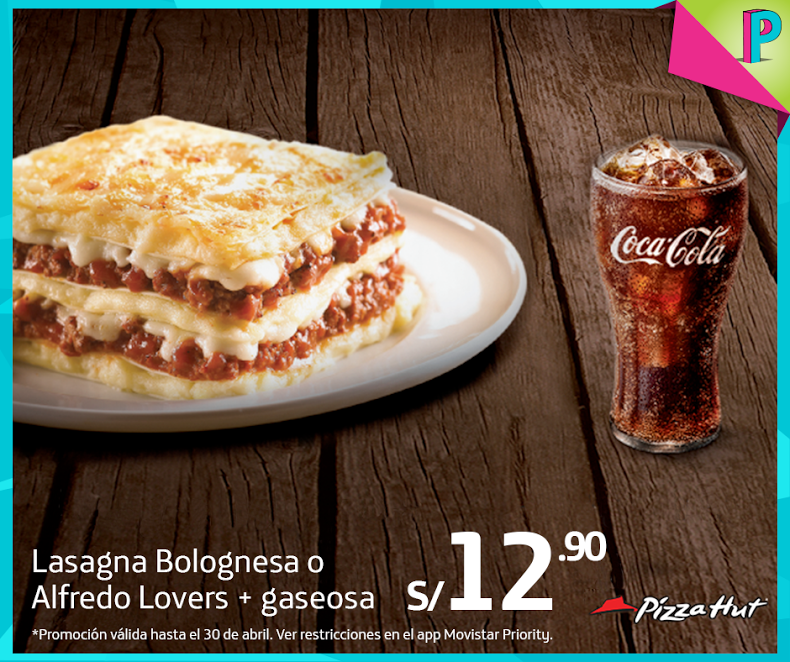 P
Coca-Cola
Lasagna Bolognesa o
Alfredo Lovers + gaseosa
S/12.90
Pizza Hut
*Promoción válida hasta el 30 de abril. Ver restricciones en el app Movistar Priority.